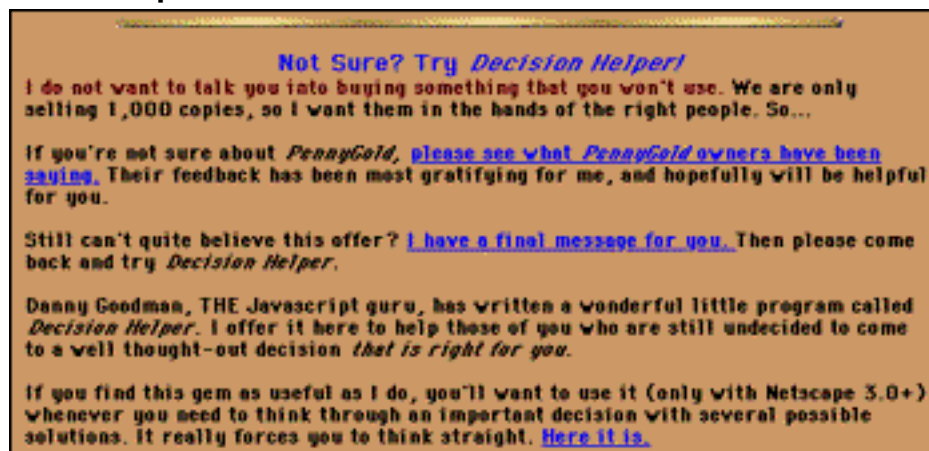 Not Sure? Try Decision Helper!
I do not want to talk you into buying something that you won't use. We are only
selling 1,000 copies, so I want them in the hands of the right people. So...
If you're not sure about PennyGold, please see what PennyGold owners have been
saying. Their feedback has been most gratifying for me, and hopefully will be helpful
for you.
Still can't quite believe this offer? I have a final message for you. Then please come
back and try Decision Helper.
Danny Goodman, THE Javascript guru, has written a wonderful little program called
Decision Helper. I offer it here to help those of you who are still undecided to come
to a well thought-out decision that is right for you.
If you find this gem as useful as I do, you'll want to use it (only with Netscape 3.0+)
whenever you need to think through an important decision with several possible
solutions. It really forces you to think straight. Here it is.